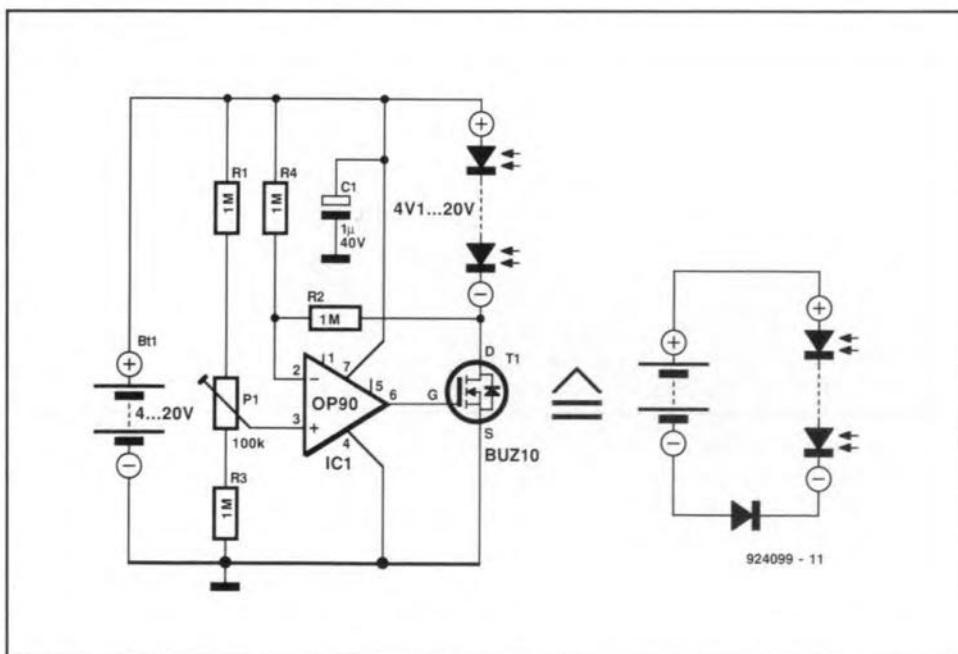 R1
1M
R4
1M
C1
1μ
40V
+
4V1...20V
−
R2
1M
Bt1
+
4...20V
−
P1
100k
2
−
3
+
1
7
5
6
4
OP90
IC1
D
T1
G
S
BUZ10
+
−
+
−
R3
1M
924099 - 11